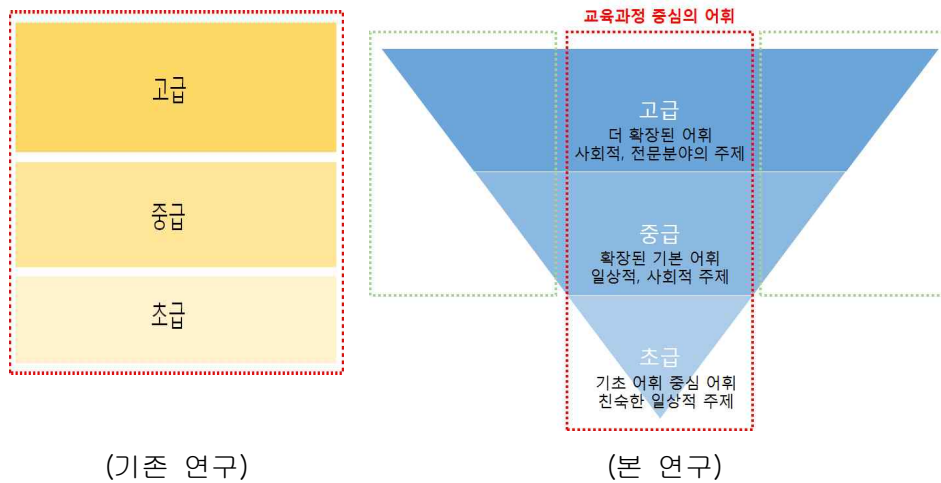 고급
중급
초급
(기존 연구)
교육과정 중심의 어휘
고급
더 확장된 어휘
사회적, 전문분야의 주제
중급
확장된 기본 어휘
일상적, 사회적 주제
초급
기초 어휘 중심 어휘
친숙한 일상적 주제
(본 연구)